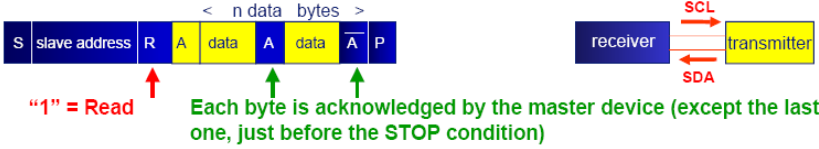 < n data bytes >
S slave address R A data A data A̅ P
"1" = Read
Each byte is acknowledged by the master device (except the last
one, just before the STOP condition)
SCL
receiver transmitter
SDA